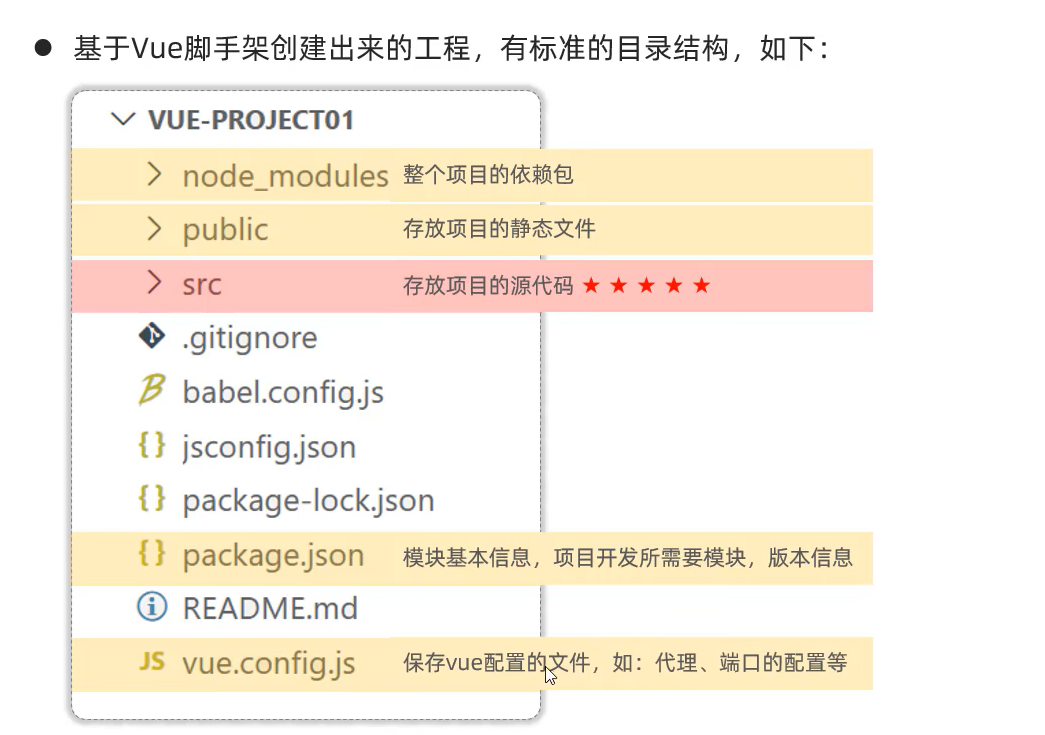 ● 基于Vue脚手架创建出来的工程，有标准的目录结构，如下：
VUE-PROJECT01
node_modules 整个项目的依赖包
public 存放项目的静态文件
src 存放项目的源代码 ★ ★ ★ ★ ★
.gitignore
babel.config.js
{ } jsconfig.json
{ } package-lock.json
{ } package.json 模块基本信息，项目开发所需要模块，版本信息
README.md
JS vue.config.js 保存vue配置的文件，如：代理、端口的配置等